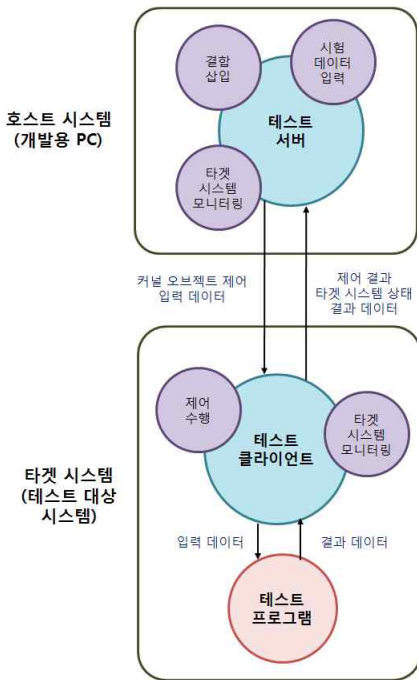 결함
삽입
시험
데이터
입력
테스트
서버
타겟
시스템
모니터링
호스트 시스템
(개발용 PC)
커널 오브젝트 제어
입력 데이터
제어 결과
타겟 시스템 상태
결과 데이터
제어
수행
테스트
클라이언트
타겟
시스템
모니터링
타겟 시스템
(테스트 대상
시스템)
입력 데이터
결과 데이터
테스트
프로그램